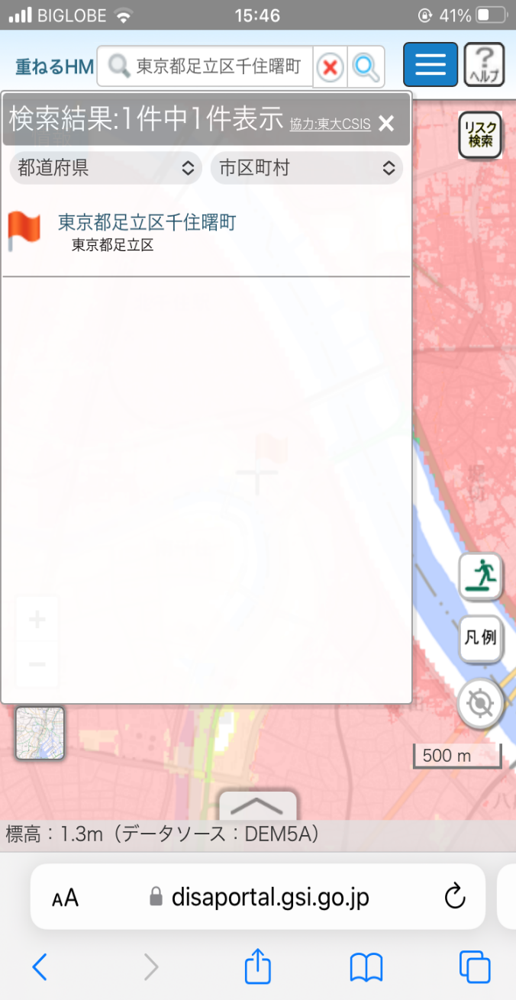 BIGLOBE 15:46 41%
重ねるHM 東京都足立区千住曙町 ? ヘルプ
検索結果:1件中1件表示 協力:東大CSIS ×
リスク
検索
都道府県 市区町村
東京都足立区千住曙町
東京都足立区
堀切
+
−
凡例
500 m
標高：1.3m（データソース：DEM5A）
AA disaportal.gsi.go.jp